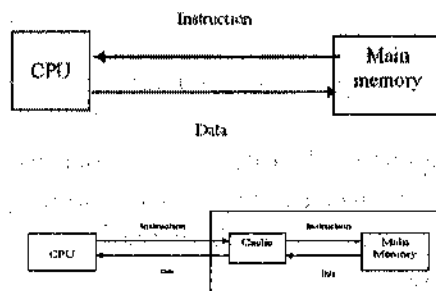 Instruction
CPU
Main
memory
Data
Instruction
Instruction
CPU
Cache
Main
Memory
Data
Data